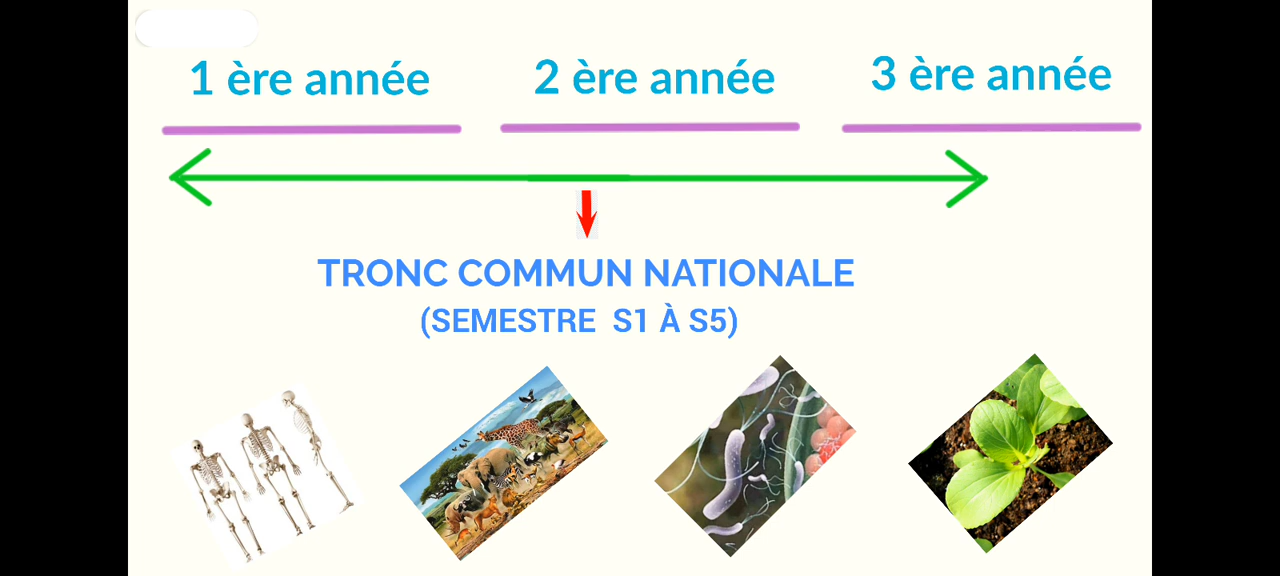 1 ère année
2 ère année
3 ère année
TRONC COMMUN NATIONALE
(SEMESTRE S1 À S5)